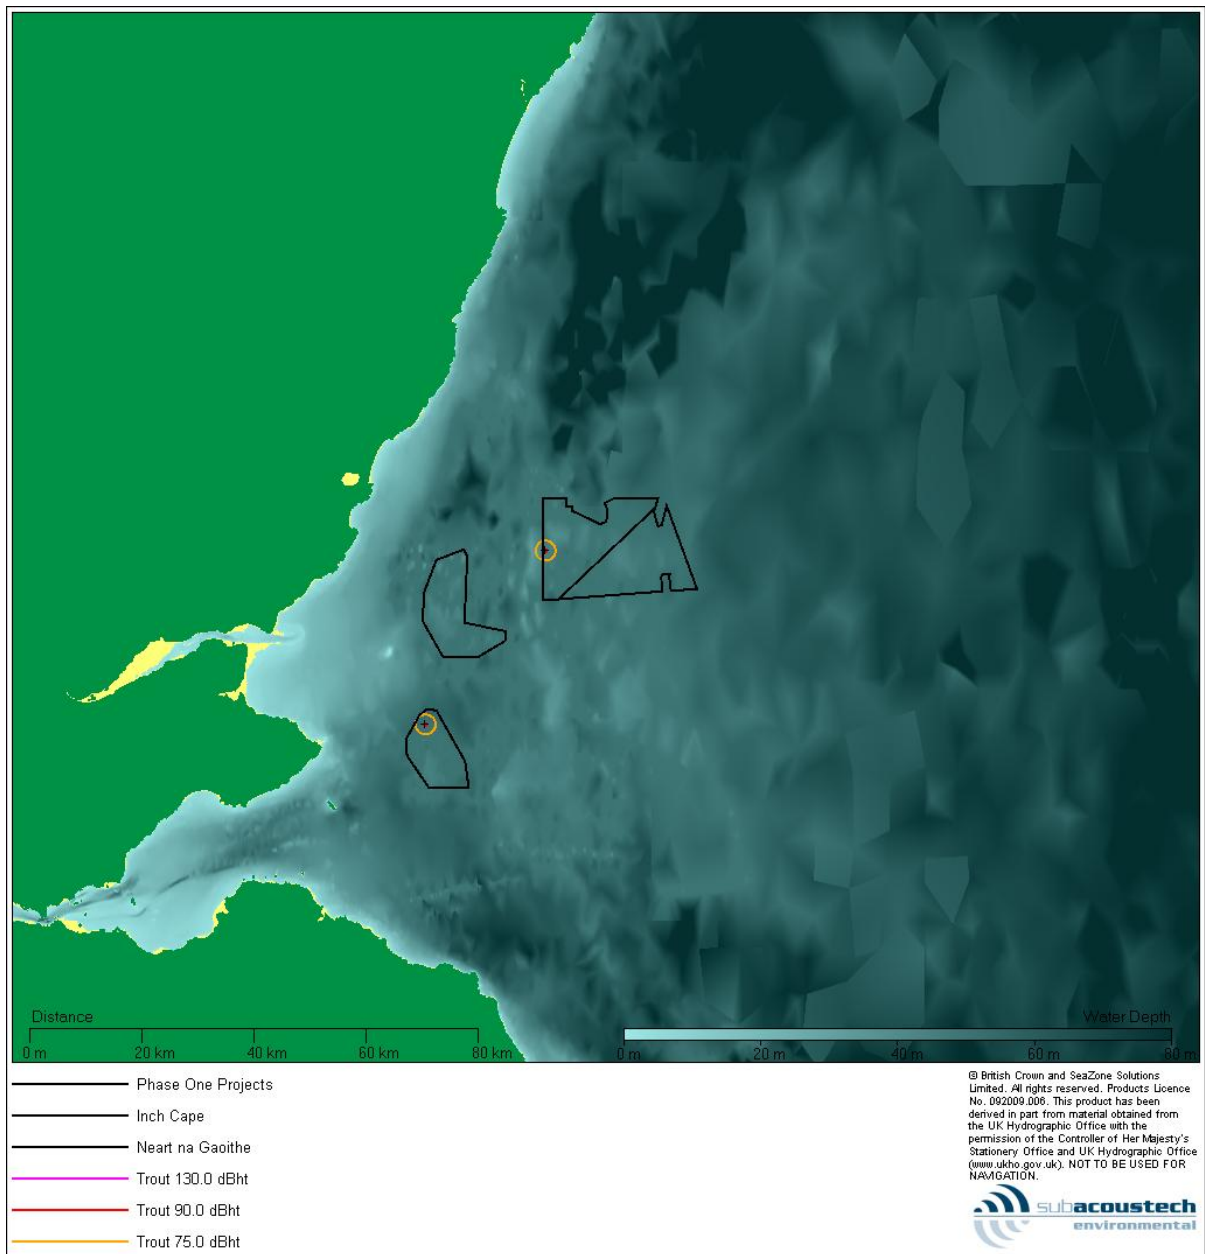 Distance
0 m 20 km 40 km 60 km 80 km
Water Depth
0 m 20 m 40 m 60 m 80 m
Phase One Projects
Inch Cape
Neart na Gaoithe
Trout 130.0 dBht
Trout 90.0 dBht
Trout 75.0 dBht
© British Crown and SeaZone Solutions
Limited. All rights reserved. Products Licence
No. 092009.006. This product has been
derived in part from material obtained from
the UK Hydrographic Office with the
permission of the Controller of Her Majesty's
Stationery Office and UK Hydrographic Office
(www.ukho.gov.uk). NOT TO BE USED FOR
NAVIGATION.
subacoustech
environmental